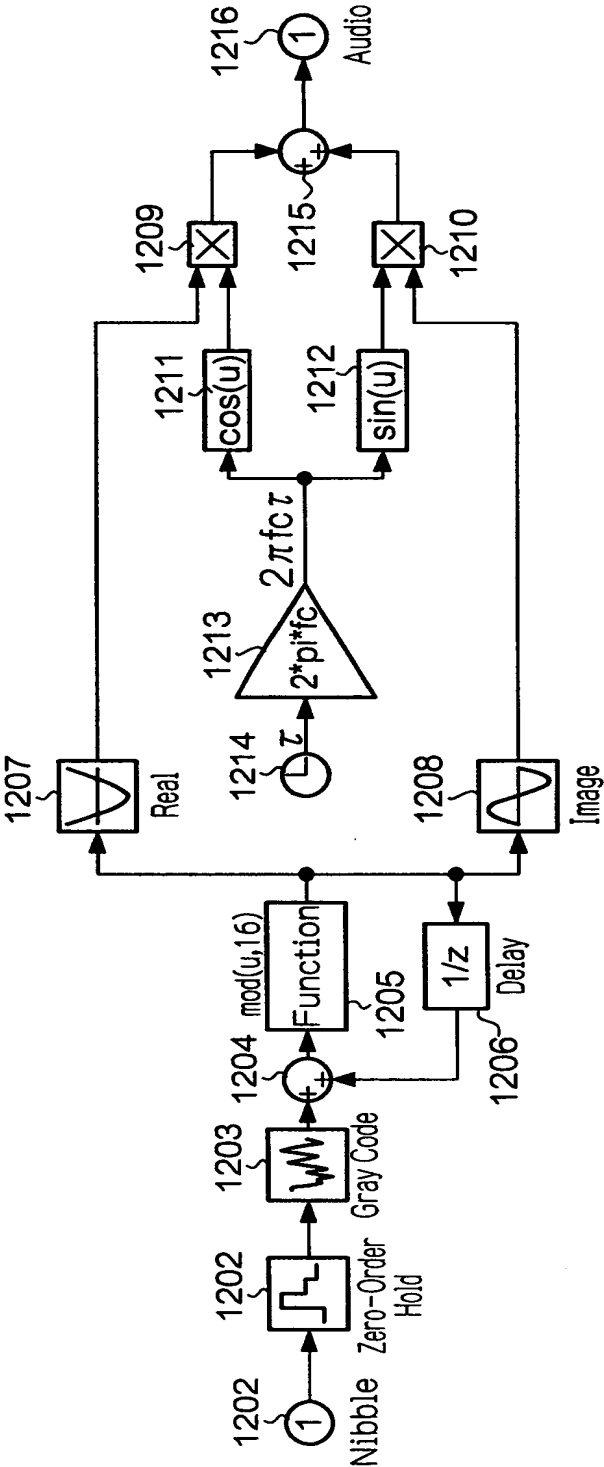 1202
1
Nibble
1202
Zero-Order
Hold
1203
Gray Code
1204
+
+
mod(u,16)
Function
1205
1/z
Delay
1206
1207
Real
1208
Image
1214
τ
1213
2*pi*fc
2πfcτ
1211
cos(u)
1212
sin(u)
1209
1210
1215
+
+
1216
1
Audio